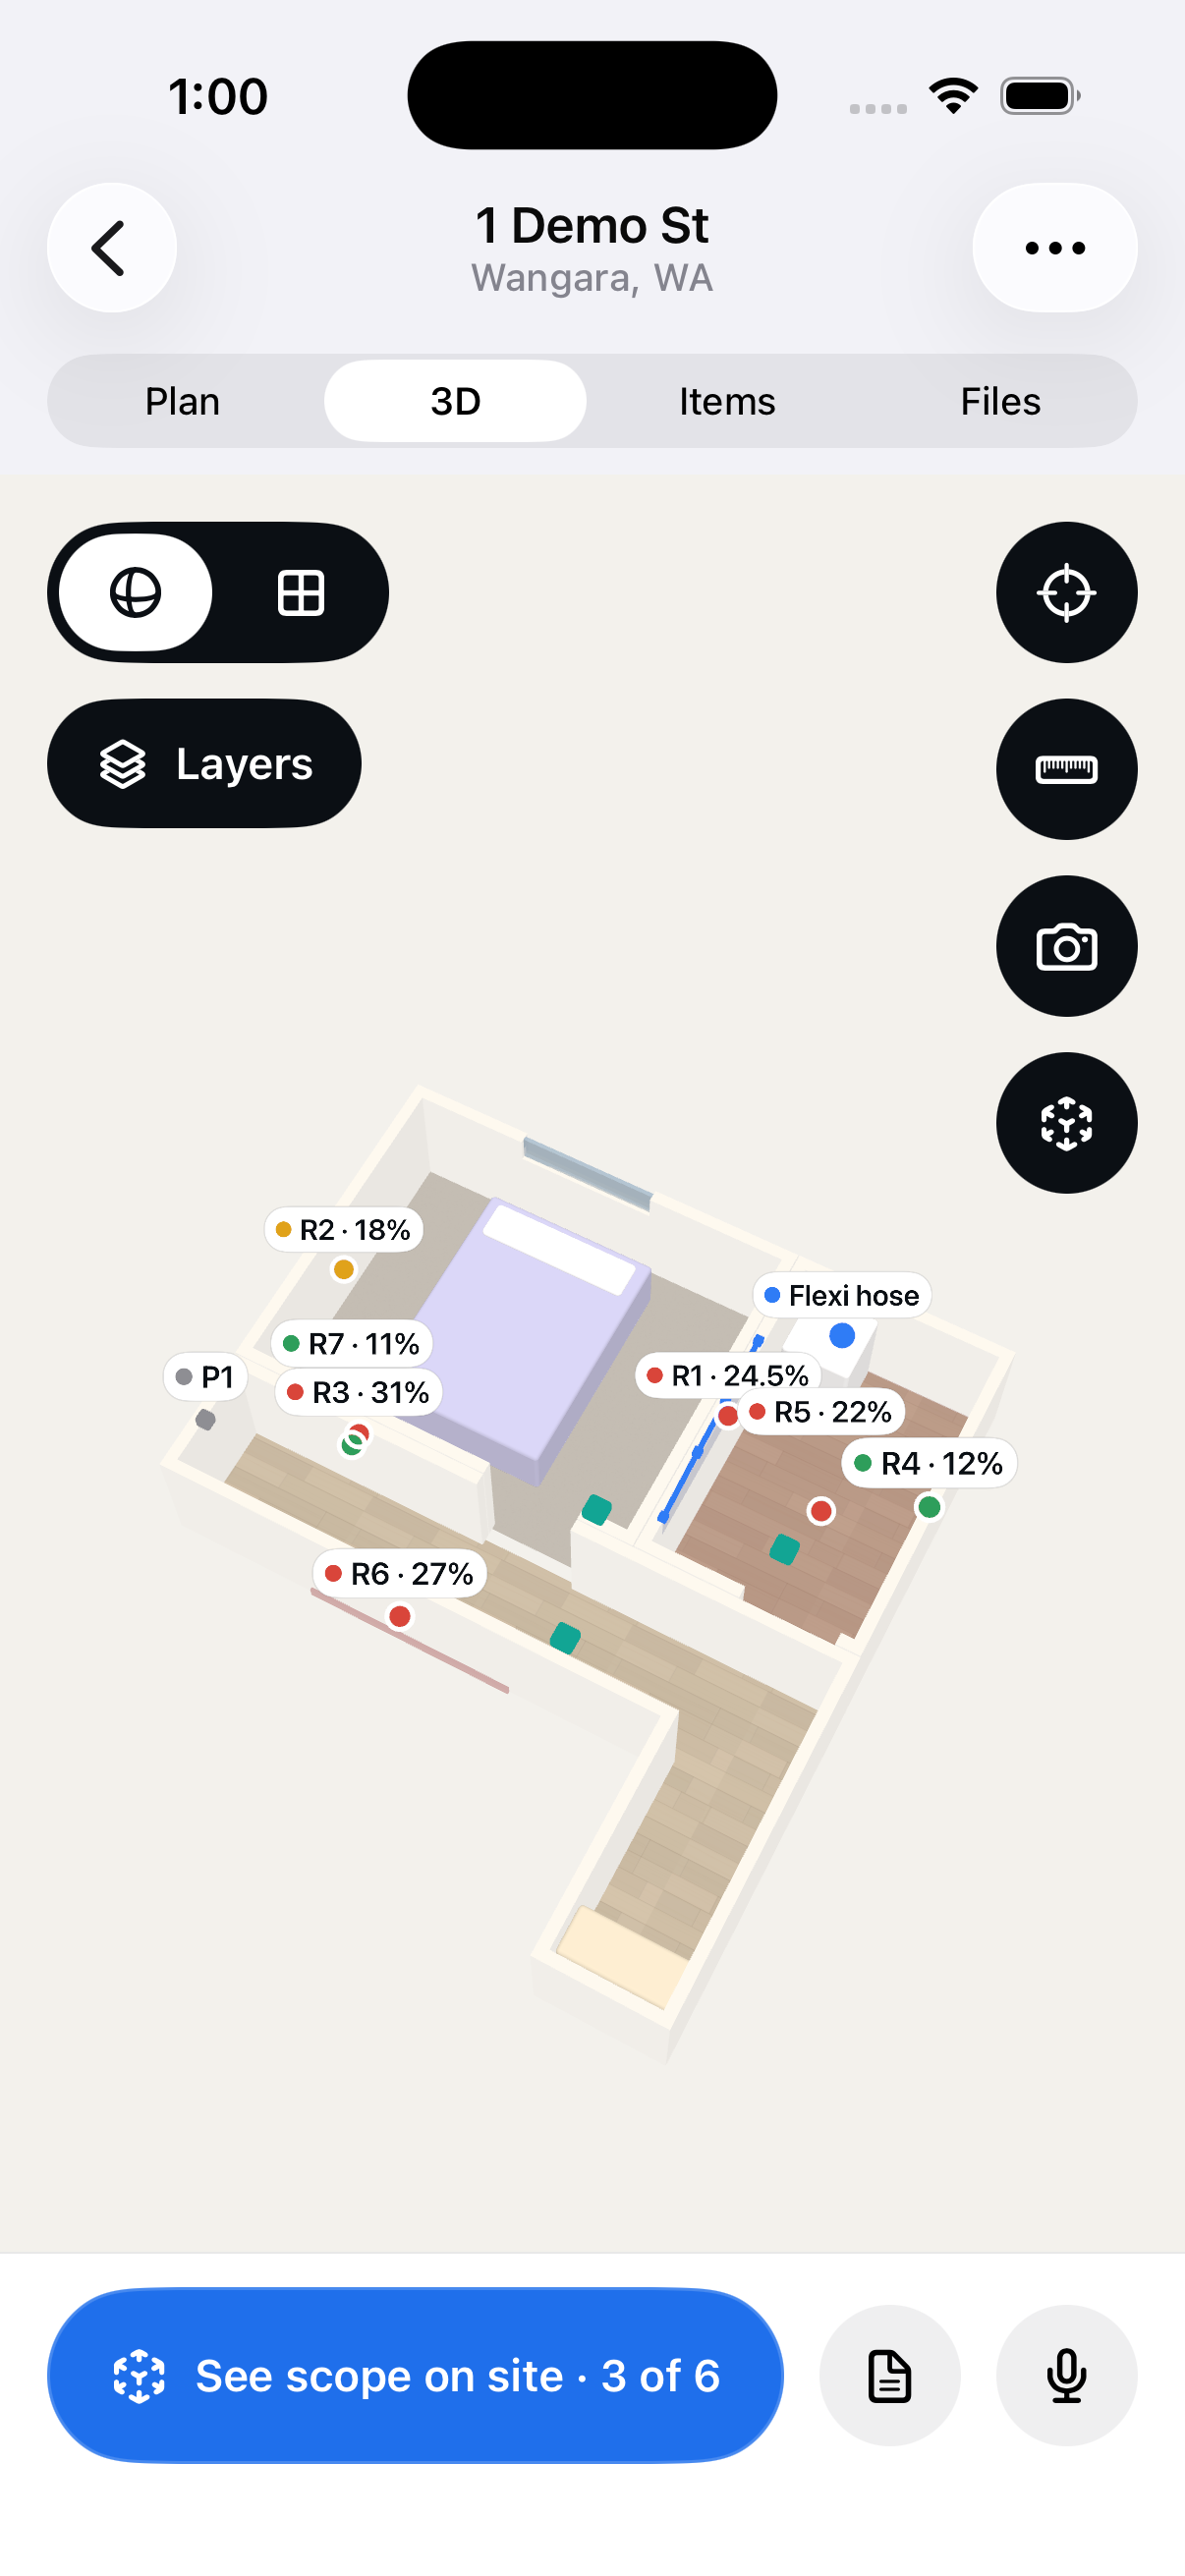 1:00
1 Demo St
Wangara, WA
Plan
3D
Items
Files
Layers
R2 · 18%
Flexi hose
R7 · 11%
P1
R3 · 31%
R1 · 24.5%
R5 · 22%
R4 · 12%
R6 · 27%
See scope on site · 3 of 6